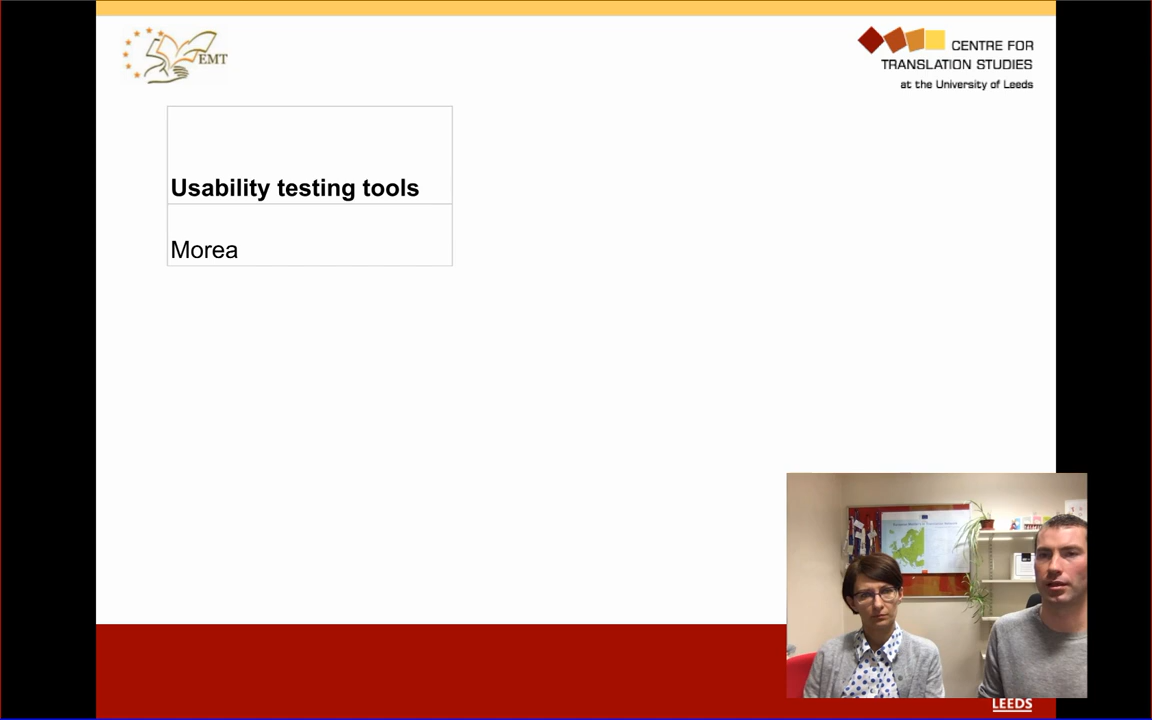 EMT
CENTRE FOR
TRANSLATION STUDIES
at the University of Leeds
Usability testing tools
Morea
LEEDS